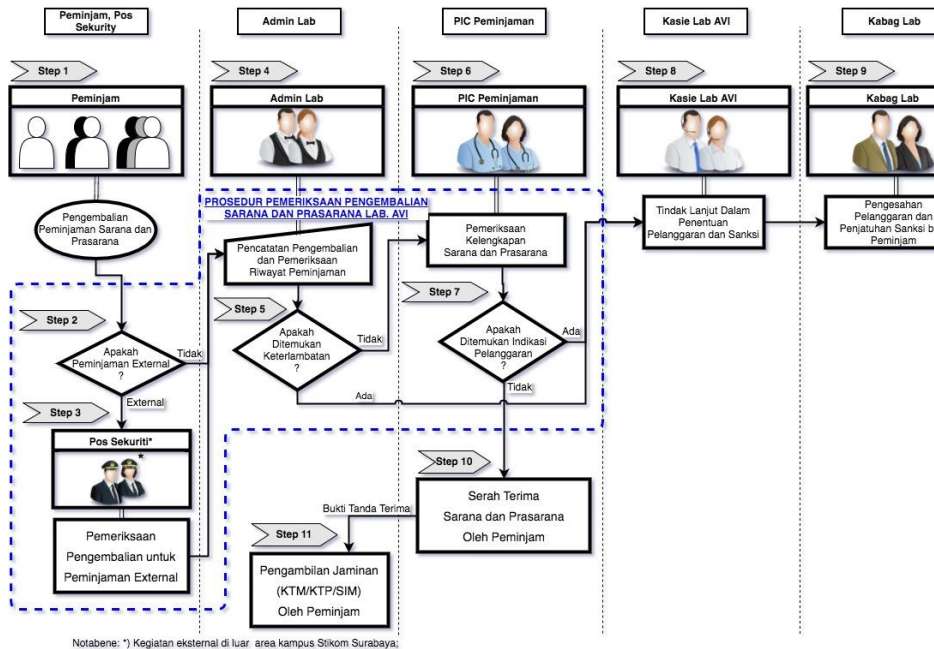 Peminjam, Pos
Sekurity
Admin Lab
PIC Peminjaman
Kasie Lab AVI
Kabag Lab
Step 1
Step 4
Step 6
Step 8
Step 9
Peminjam
Admin Lab
PIC Peminjaman
Kasie Lab AVI
Kabag Lab
PROSEDUR PEMERIKSAAN PENGEMBALIAN
SARANA DAN PRASARANA LAB. AVI
Pengembalian
Peminjaman Sarana dan
Prasarana
Pencatatan Pengembalian
dan Pemeriksaan
Riwayat Peminjaman
Pemeriksaan
Kelengkapan
Sarana dan Prasarana
Tindak Lanjut Dalam
Penentuan
Pelanggaran dan Sanksi
Pengesahan
Pelanggaran dan
Penjatuhan Sanksi b
Peminjam
Step 2
Apakah
Peminjaman External
?
Tidak
External
Step 5
Apakah
Ditemukan
Keterlambatan
?
Tidak
Ada
Step 7
Apakah
Ditemukan Indikasi
Pelanggaran
?
Ada
Tidak
Step 3
Pos Sekuriti*
*
Pemeriksaan
Pengembalian untuk
Peminjaman External
Step 10
Serah Terima
Sarana dan Prasarana
Oleh Peminjam
Bukti Tanda Terima
Step 11
Pengambilan Jaminan
(KTM/KTP/SIM)
Oleh Peminjam
Notabene: *) Kegiatan eksternal di luar area kampus Stikom Surabaya;